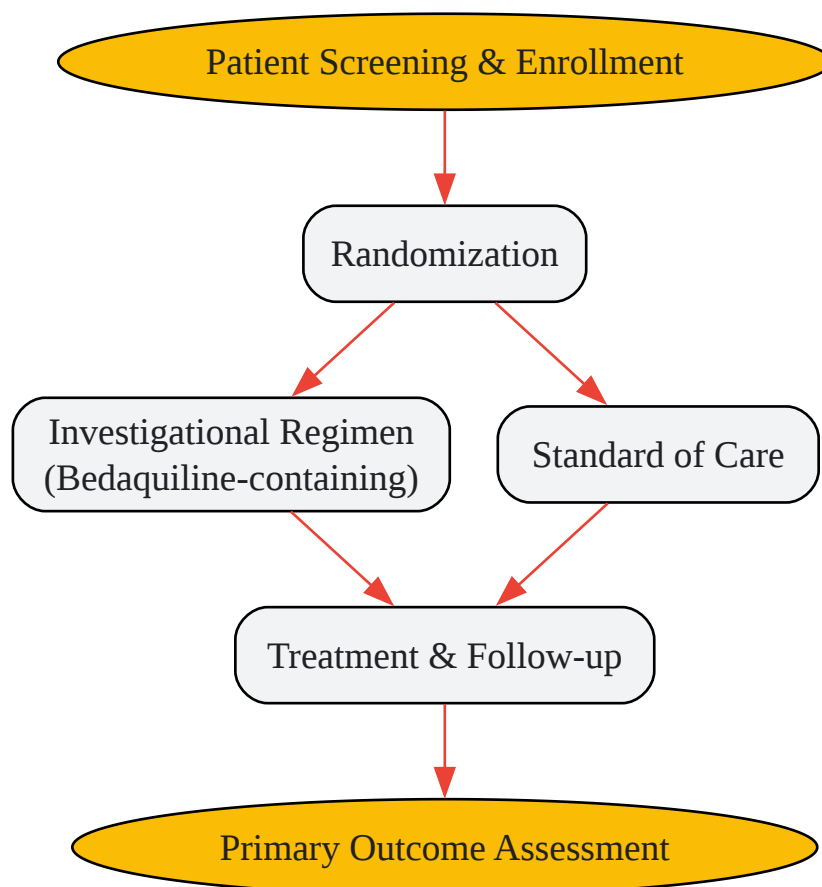 Patient Screening & Enrollment
Randomization
Investigational Regimen
(Bedaquiline-containing)
Standard of Care
Treatment & Follow-up
Primary Outcome Assessment